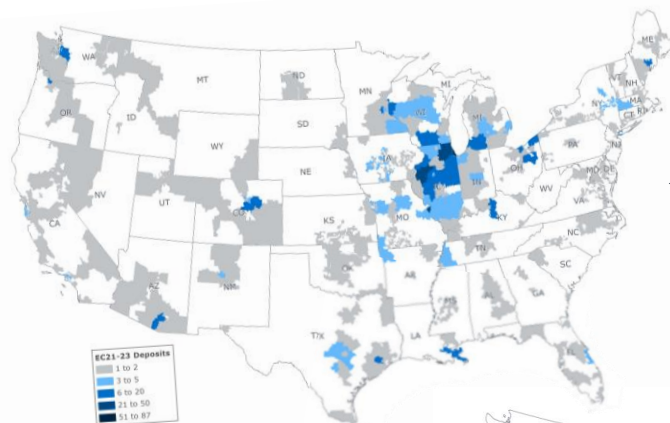 ME
WA
MT
ND
MN
MI
VT
NH
OR
ID
WI
MI
NY
MA
CT
RI
SD
WY
IA
PA
NJ
NE
OH
NV
UT
CO
IN
MD
DE
WV
VA
CA
KS
MO
KY
NC
TN
OK
AR
SC
AZ
NM
MS
AL
GA
TX
LA
FL
EC21-23 Deposits
1 to 2
3 to 5
6 to 20
21 to 50
51 to 87